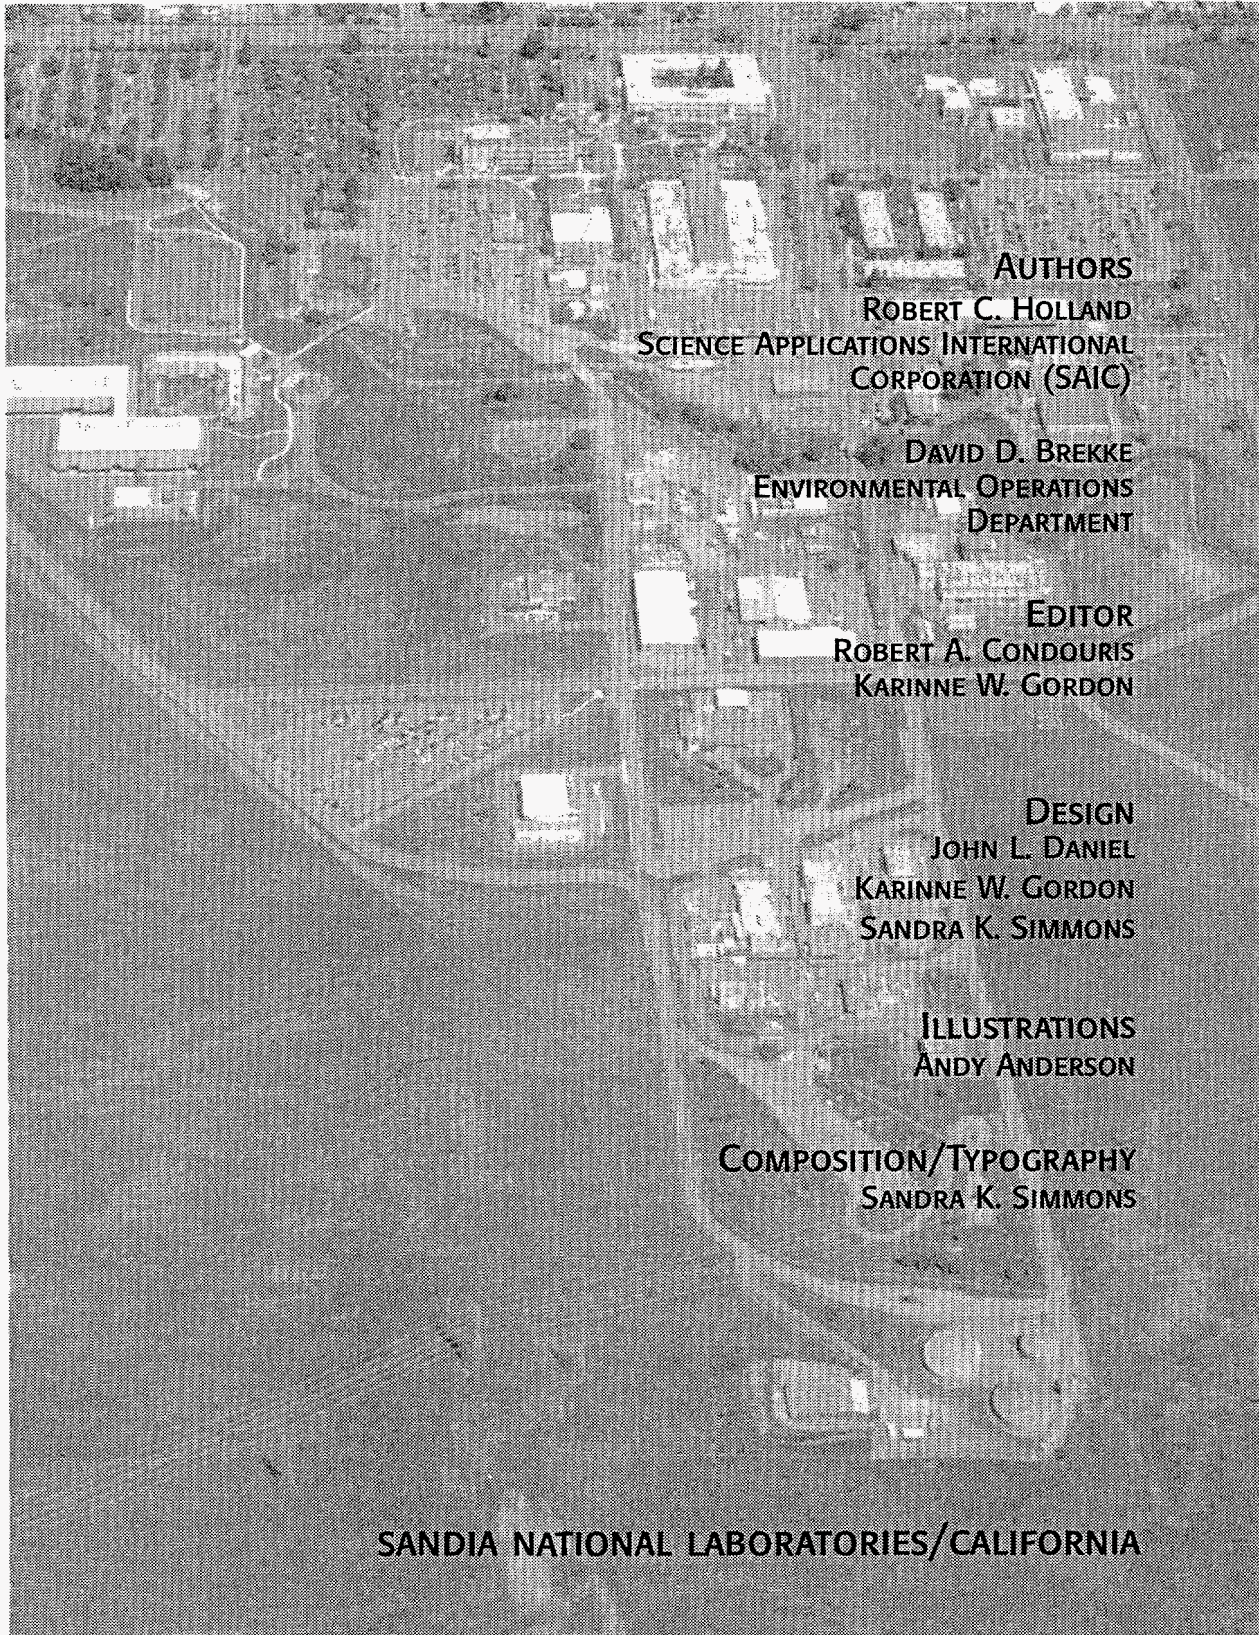 AUTHORS
ROBERT C. HOLLAND
SCIENCE APPLICATIONS INTERNATIONAL
CORPORATION (SAIC)
DAVID D. BREKKE
ENVIRONMENTAL OPERATIONS
DEPARTMENT
EDITOR
ROBERT A. CONDOURIS
KARINNE W. GORDON
DESIGN
JOHN L. DANIEL
KARINNE W. GORDON
SANDRA K. SIMMONS
ILLUSTRATIONS
ANDY ANDERSON
COMPOSITION/TYPOGRAPHY
SANDRA K. SIMMONS
SANDIA NATIONAL LABORATORIES/CALIFORNIA